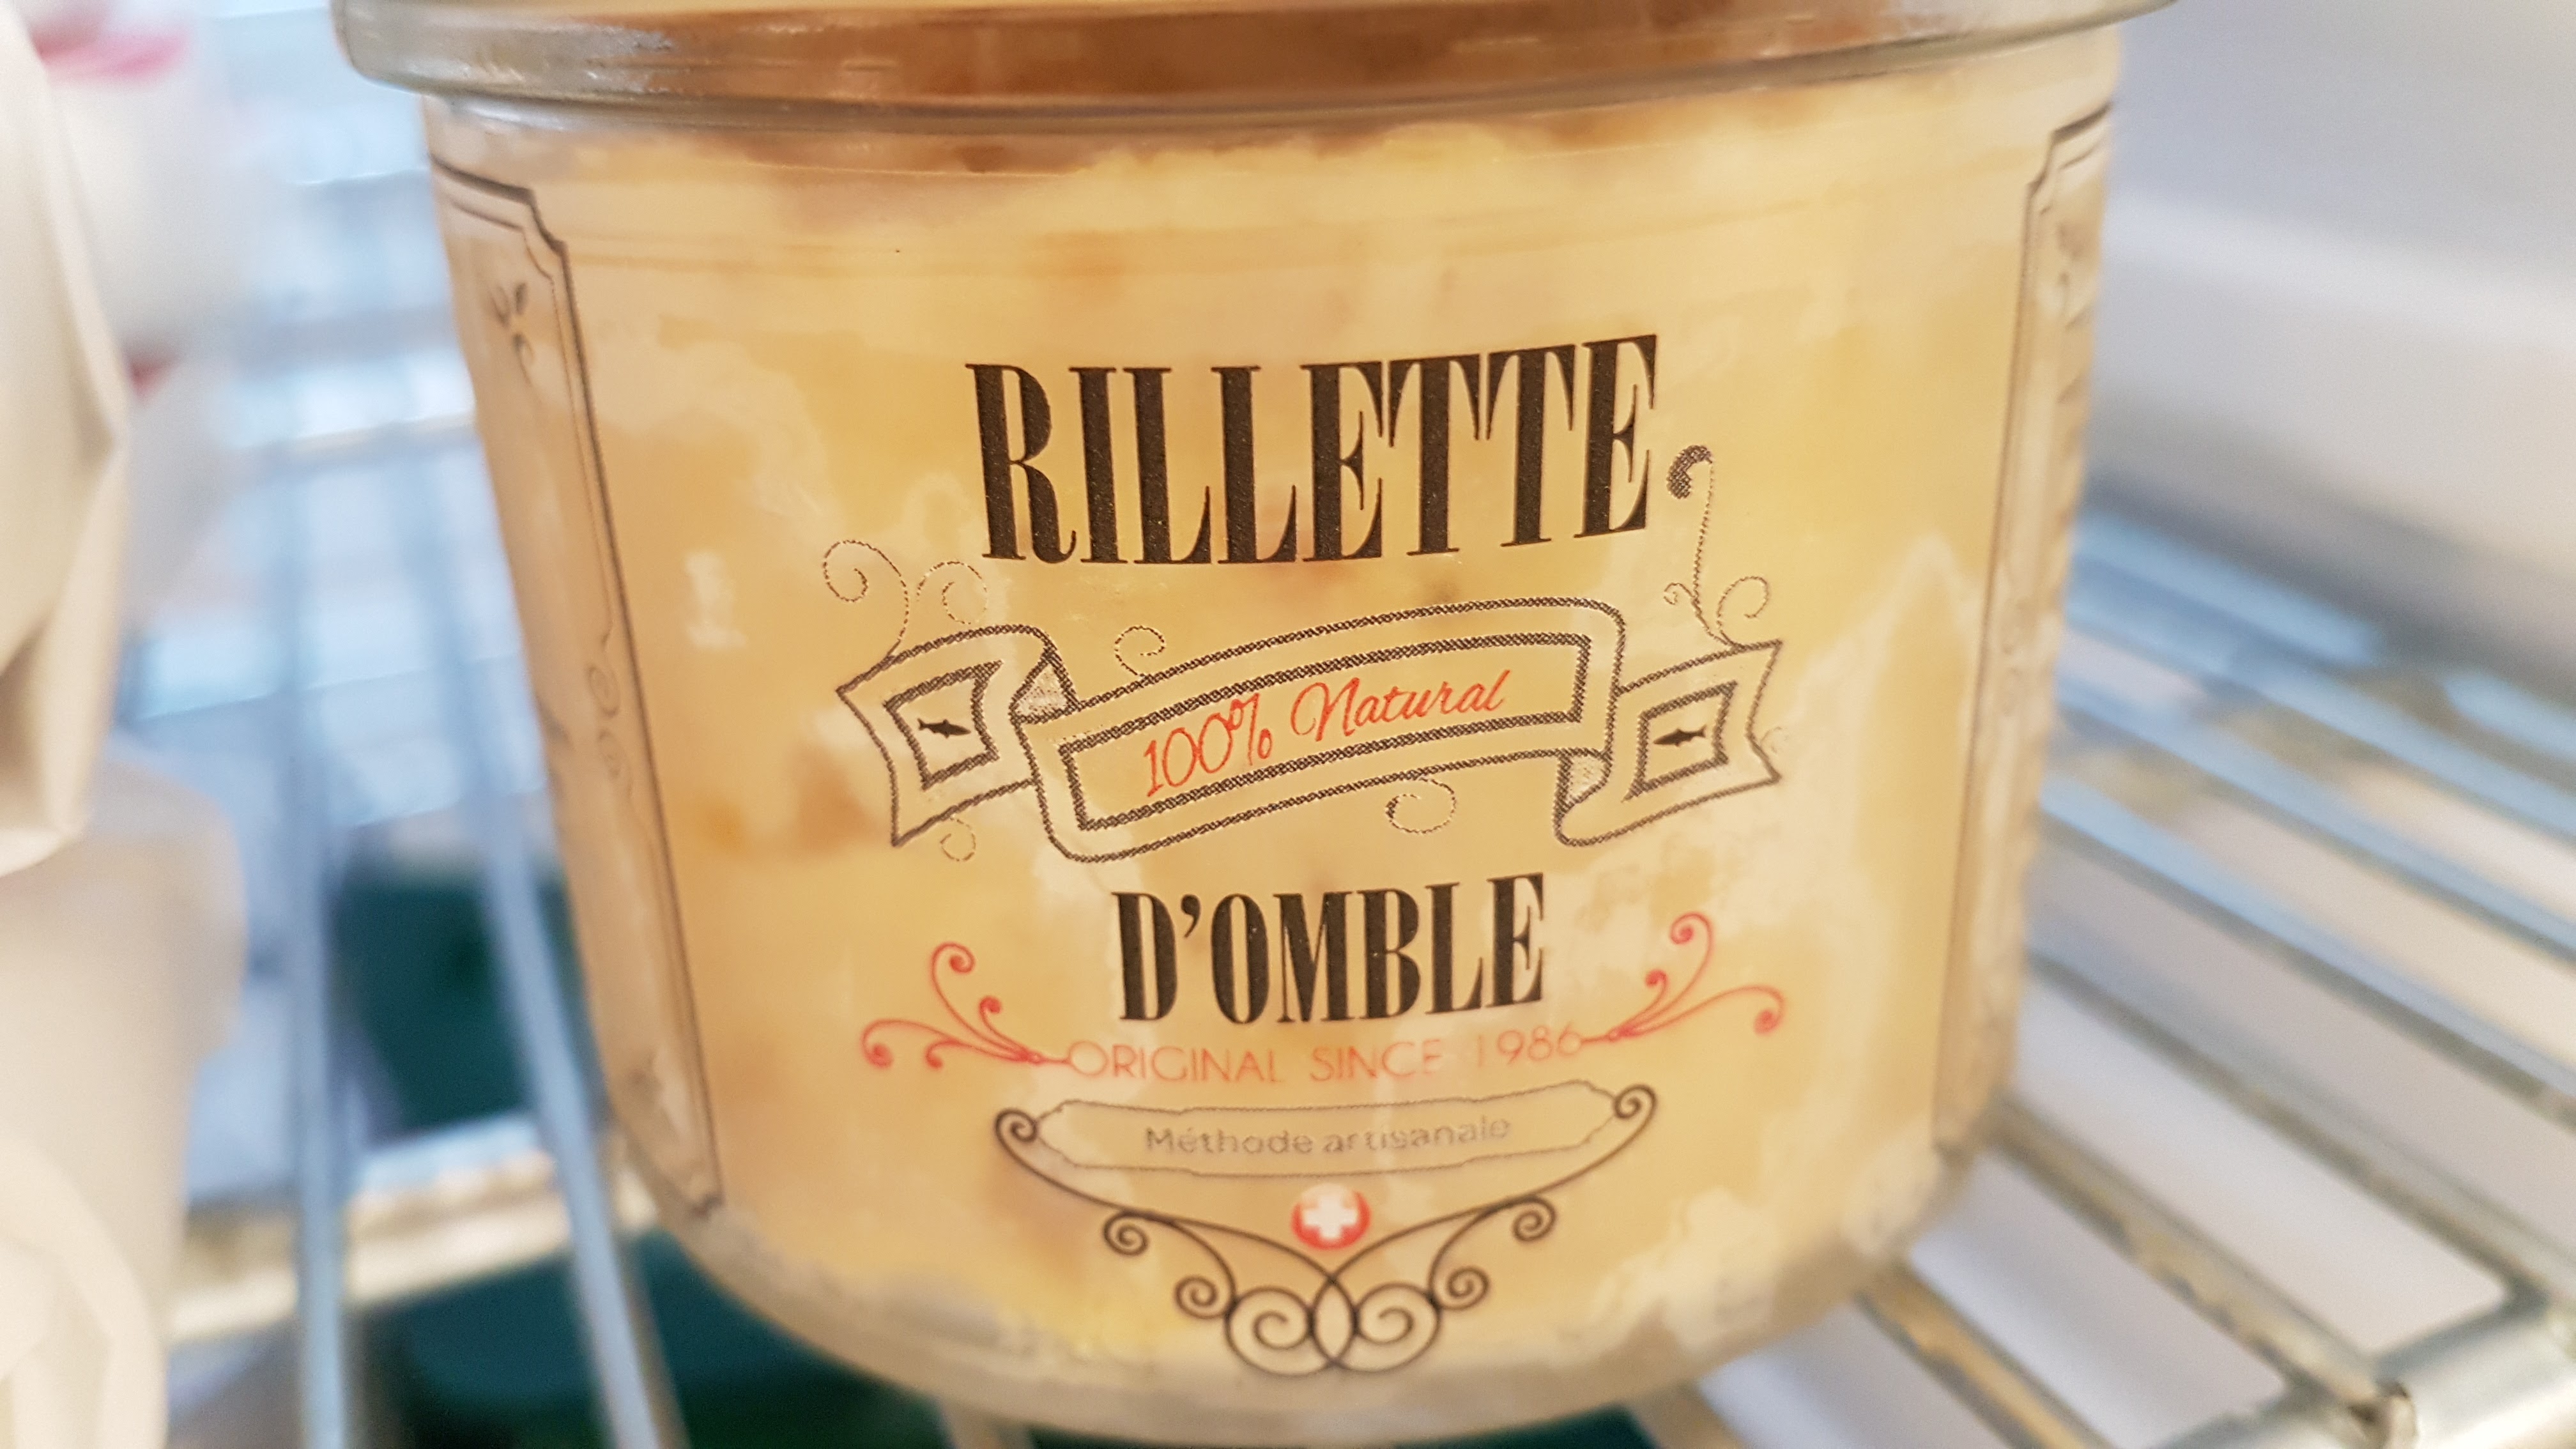 RILLETTE
100% Natural
D'OMBLE
ORIGINAL SINCE 1986
Méthode artisanale